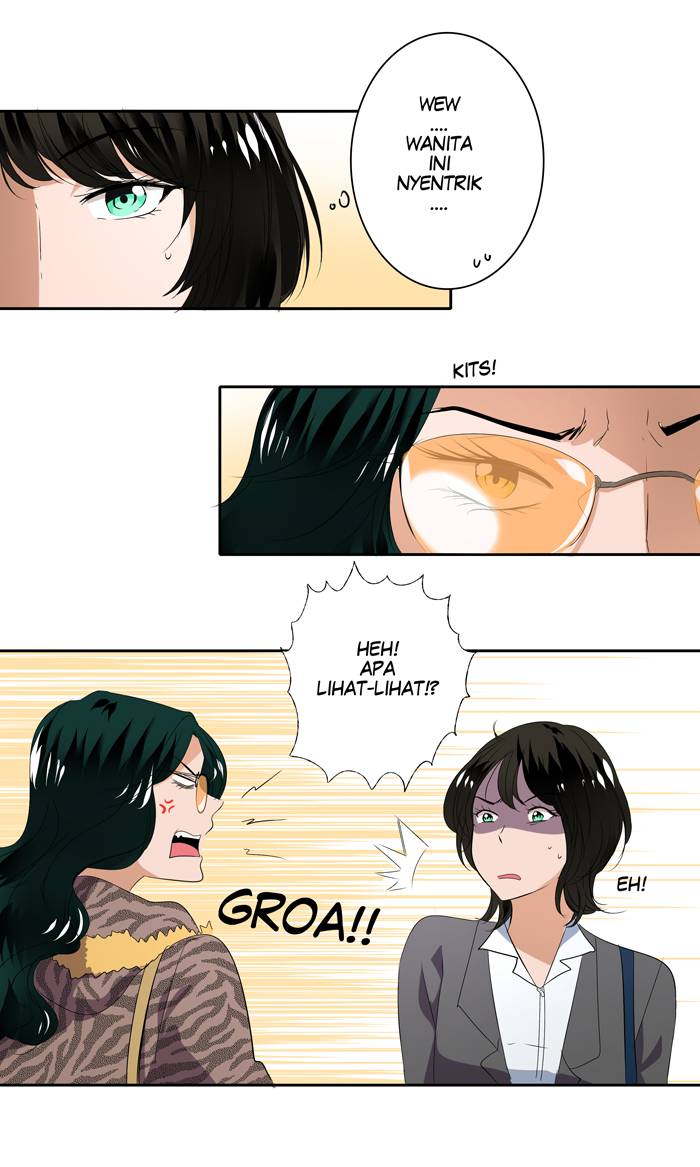 WEW
....
WANITA
INI
NYENTRIK
....
KITS!
HEH!
APA
LIHAT-LIHAT!?
GROA!!
EH!